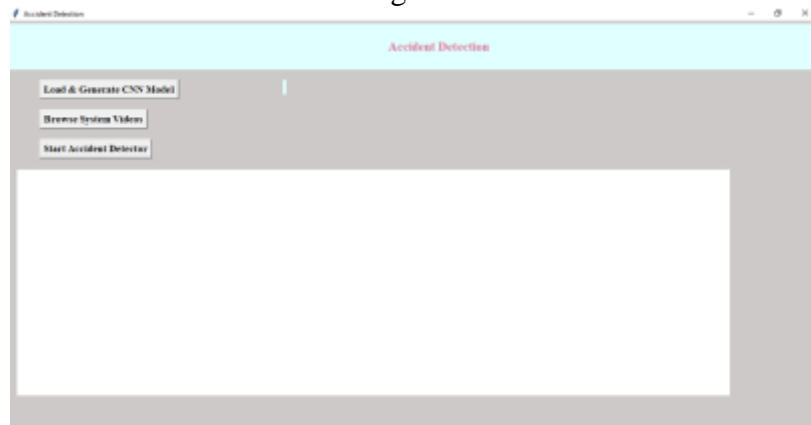 Accident Detection
Accident Detection
Load & Generate CNN Model
Browse System Videos
Start Accident Detector